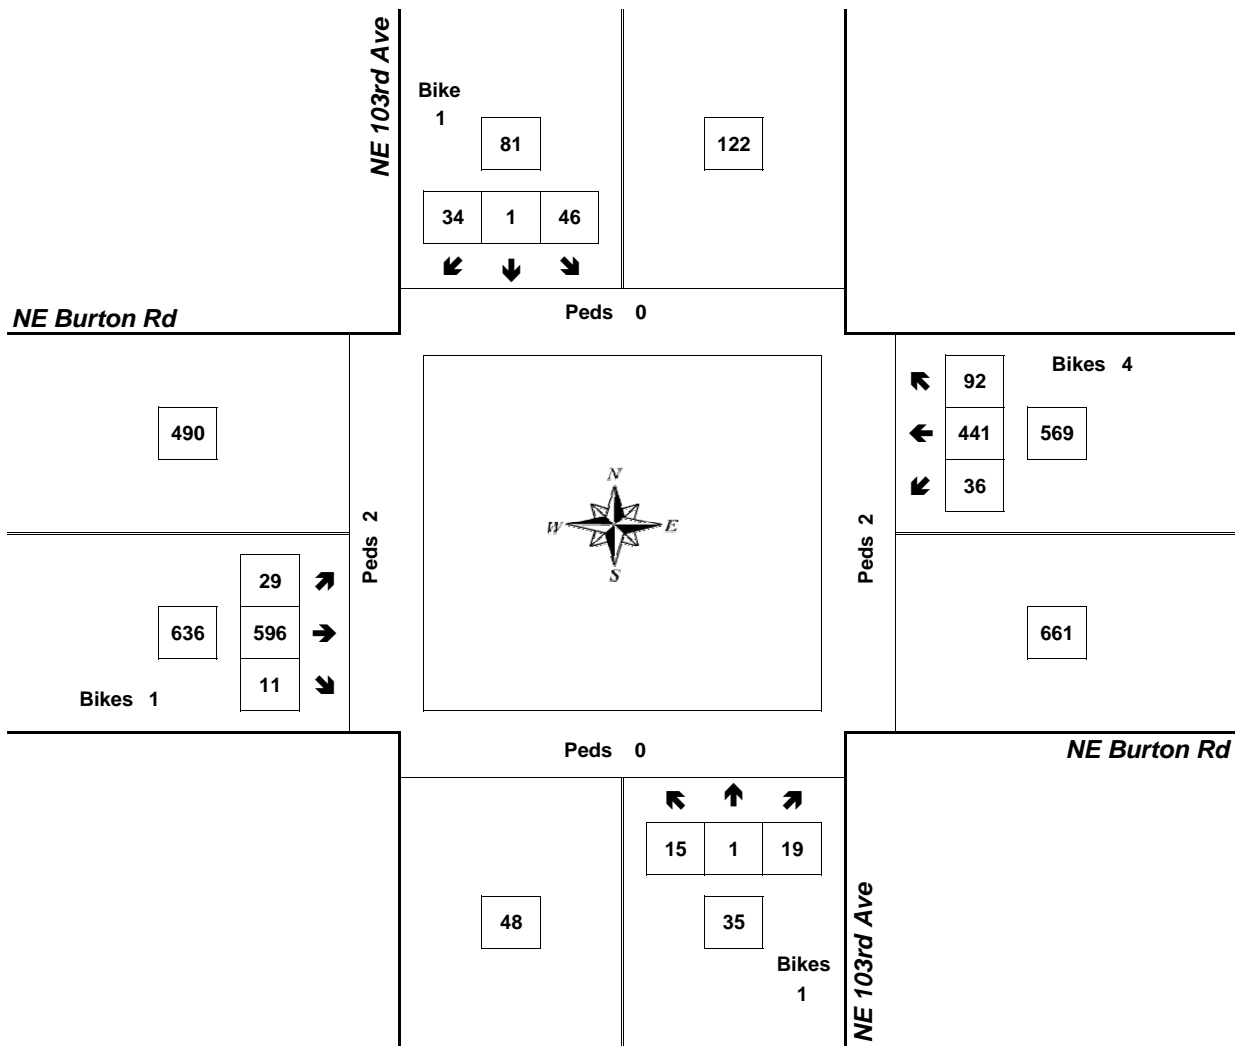 NE 103rd Ave
Bike
1
81
122
34 1 46
Peds 0
NE Burton Rd
Bikes 4
92
490
441 569
36
N
W E
S
Peds 2
Peds 2
29
636 596
661
11
Bikes 1
Peds 0
NE Burton Rd
15 1 19
48
35
Bikes
1
NE 103rd Ave